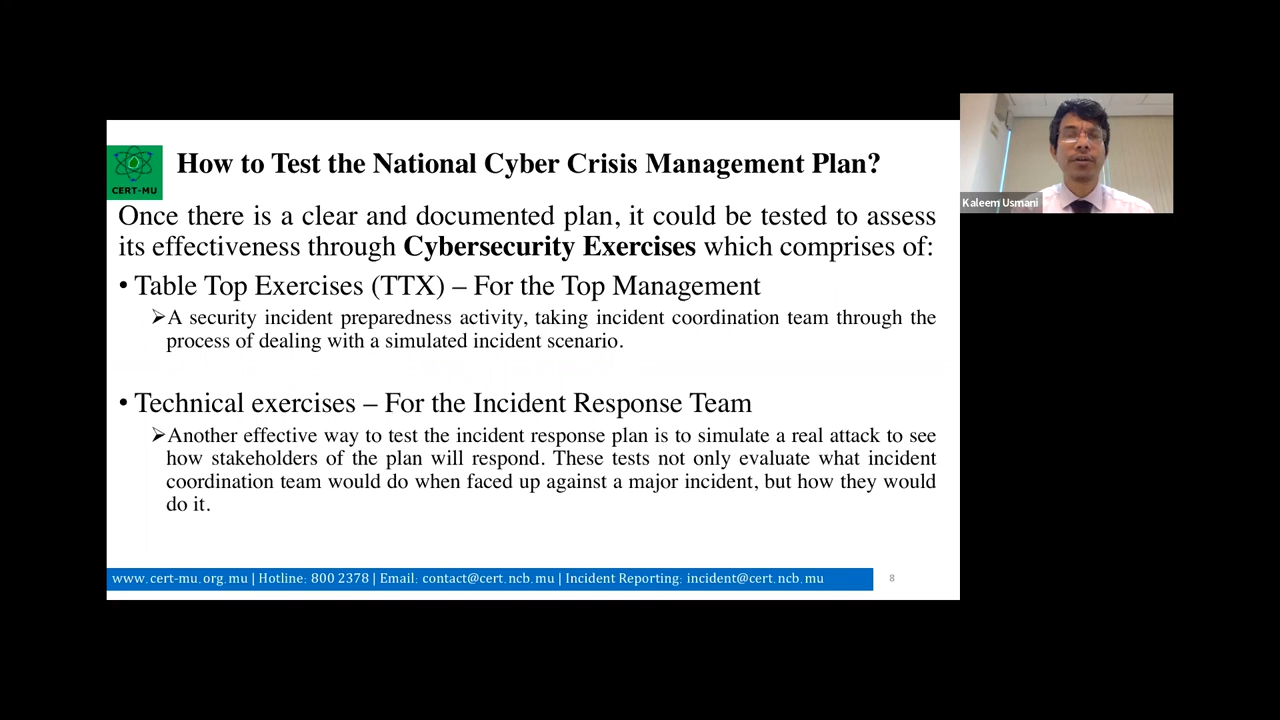 How to Test the National Cyber Crisis Management Plan?
CERT-MU
Once there is a clear and documented plan, it could be tested to assess
its effectiveness through Cybersecurity Exercises which comprises of:
• Table Top Exercises (TTX) – For the Top Management
➢A security incident preparedness activity, taking incident coordination team through the
process of dealing with a simulated incident scenario.
• Technical exercises – For the Incident Response Team
➢Another effective way to test the incident response plan is to simulate a real attack to see
how stakeholders of the plan will respond. These tests not only evaluate what incident
coordination team would do when faced up against a major incident, but how they would
do it.
www.cert-mu.org.mu | Hotline: 800 2378 | Email: contact@cert.ncb.mu | Incident Reporting: incident@cert.ncb.mu
8
Kaleem Usmani